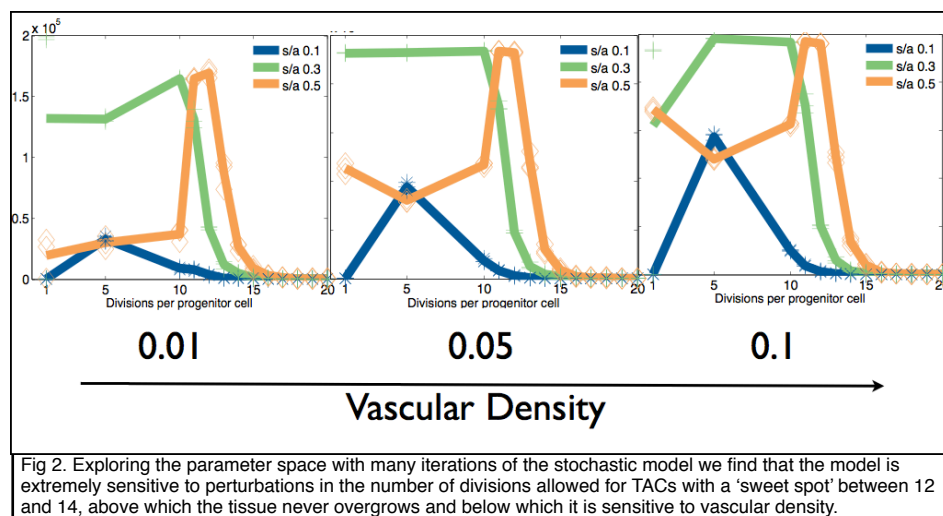 2 x 10⁵
1.5
1
0.5
0
s/a 0.1
s/a 0.3
s/a 0.5
1 5 10 15 20
Divisions per progenitor cell
s/a 0.1
s/a 0.3
s/a 0.5
1 5 10 15 20
Divisions per progenitor cell
s/a 0.1
s/a 0.3
s/a 0.5
1 5 10 15 20
Divisions per progenitor cell
0.01 0.05 0.1
Vascular Density
Fig 2. Exploring the parameter space with many iterations of the stochastic model we find that the model is
extremely sensitive to perturbations in the number of divisions allowed for TACs with a ‘sweet spot’ between 12
and 14, above which the tissue never overgrows and below which it is sensitive to vascular density.